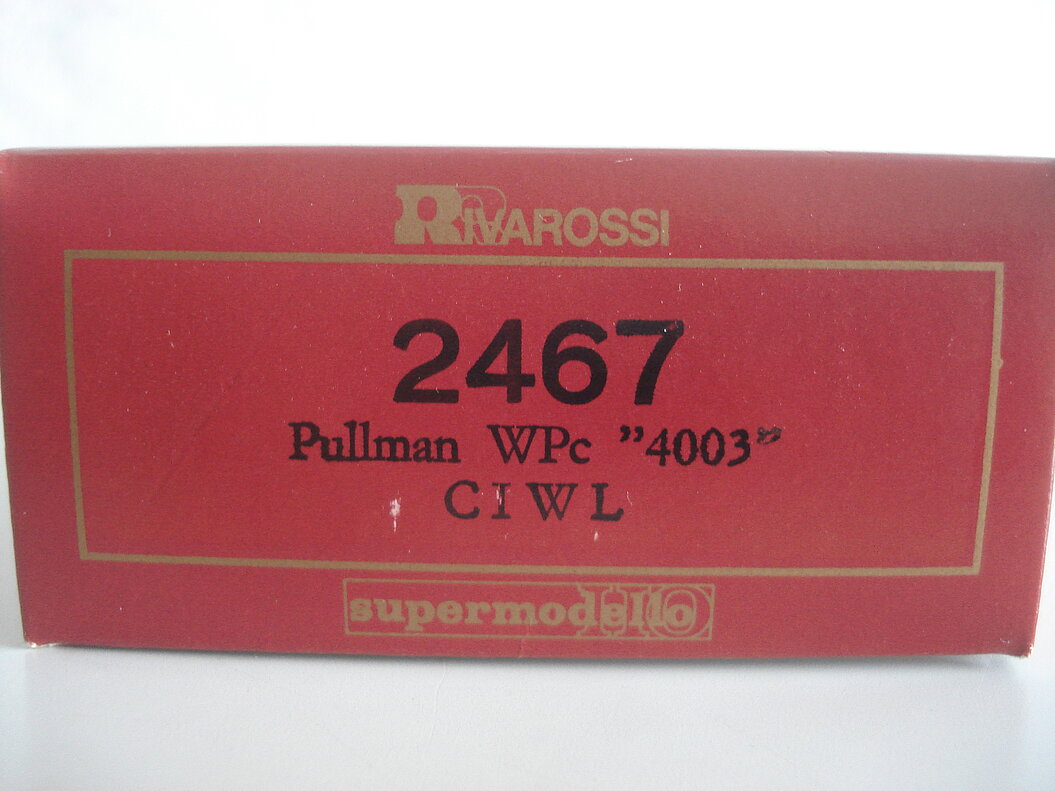 RIVAROSSI
2467
Pullman WPc ”4003”
CIWL
supermodello HO